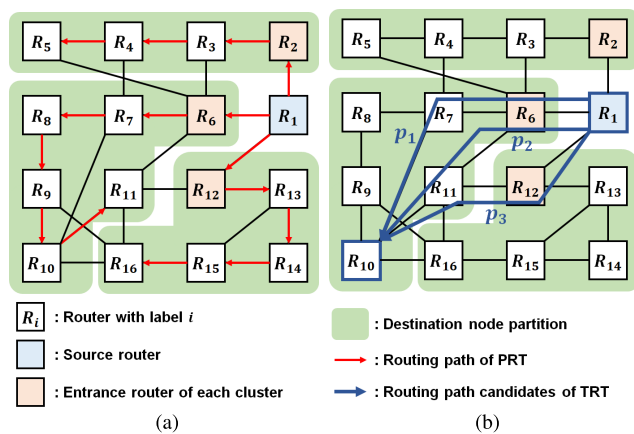 R5 R4 R3 R2
R8 R7 R6 R1
R9 R11 R12 R13
R10 R16 R15 R14
Ri : Router with label i
: Source router
: Entrance router of each cluster
(a)
R5 R4 R3 R2
R8 R7 R6 R1
p1 p2
R9 R11 R12 R13
p3
R10 R16 R15 R14
: Destination node partition
: Routing path of PRT
: Routing path candidates of TRT
(b)